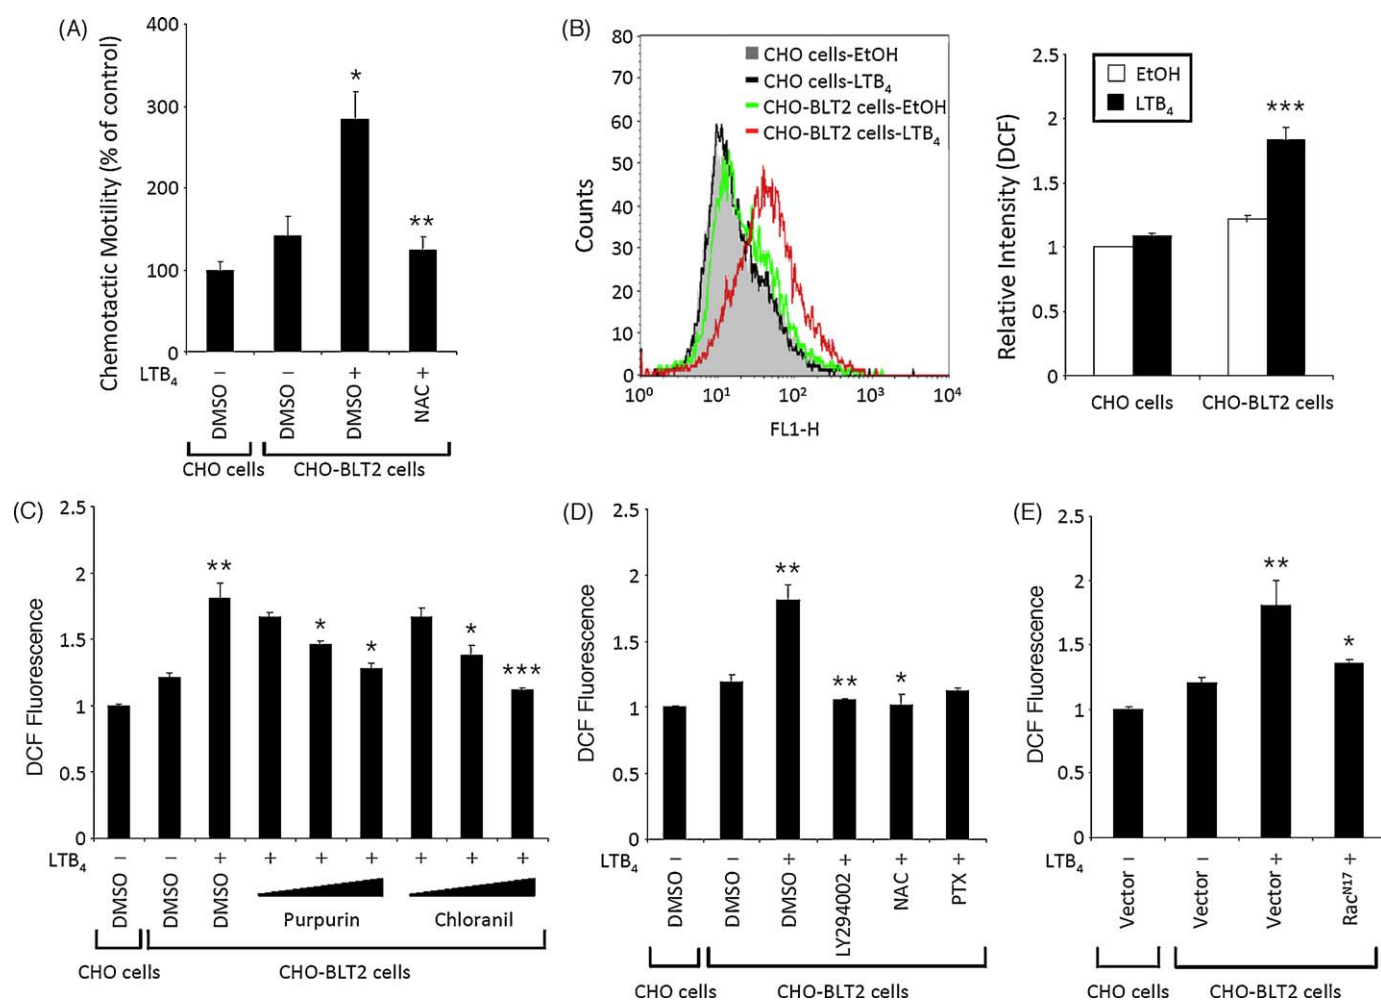 (A)
Chemotactic Motility (% of control)
400
300
200
100
0
LTB4
DMSO −
DMSO −
DMSO +
NAC +
*
**
CHO cells
CHO-BLT2 cells
(B)
Counts
80
70
60
50
40
30
20
10
0
CHO cells-EtOH
CHO cells-LTB4
CHO-BLT2 cells-EtOH
CHO-BLT2 cells-LTB4
10⁰ 10¹ 10² 10³ 10⁴
FL1-H
Relative Intensity (DCF)
2.5
2
1.5
1
0.5
0
EtOH
LTB4
***
CHO cells
CHO-BLT2 cells
(C)
DCF Fluorescence
2.5
2
1.5
1
0.5
0
**
*
*
*
***
LTB4 − − + + + + + + +
DMSO
DMSO
DMSO
Purpurin
Chloranil
CHO cells
CHO-BLT2 cells
(D)
DCF Fluorescence
2.5
2
1.5
1
0.5
0
**
**
*
LTB4
DMSO −
DMSO −
DMSO +
LY294002 +
NAC +
PTX +
CHO cells
CHO-BLT2 cells
(E)
DCF Fluorescence
2.5
2
1.5
1
0.5
0
**
*
LTB4
Vector −
Vector −
Vector +
Racᴺ¹⁷ +
CHO cells
CHO-BLT2 cells